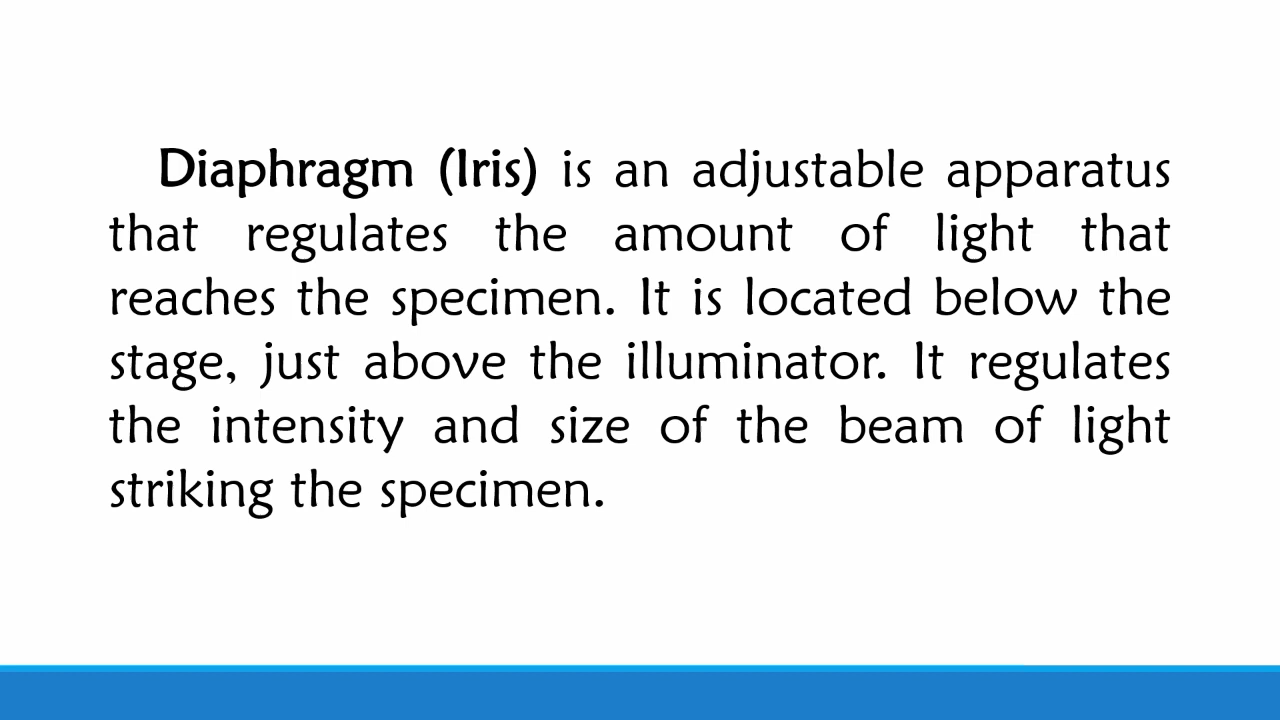 Diaphragm (Iris) is an adjustable apparatus
that regulates the amount of light that
reaches the specimen. It is located below the
stage, just above the illuminator. It regulates
the intensity and size of the beam of light
striking the specimen.